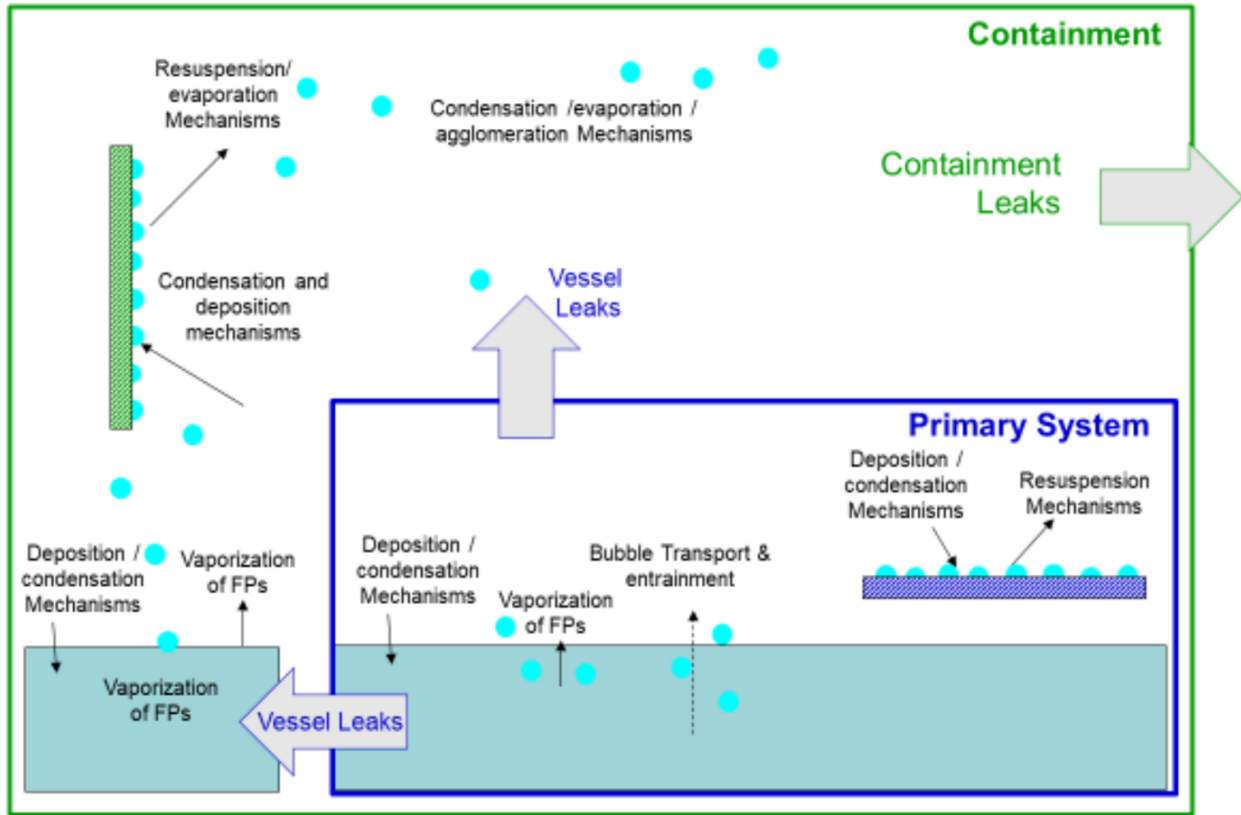 Containment
Resuspension/
evaporation
Mechanisms
Condensation /evaporation /
agglomeration Mechanisms
Containment
Leaks
Condensation and
deposition
mechanisms
Vessel
Leaks
Primary System
Deposition /
condensation
Mechanisms
Resuspension
Mechanisms
Deposition /
condensation
Mechanisms
Vaporization
of FPs
Deposition /
condensation
Mechanisms
Vaporization
of FPs
Bubble Transport &
entrainment
Vaporization
of FPs
Vessel Leaks